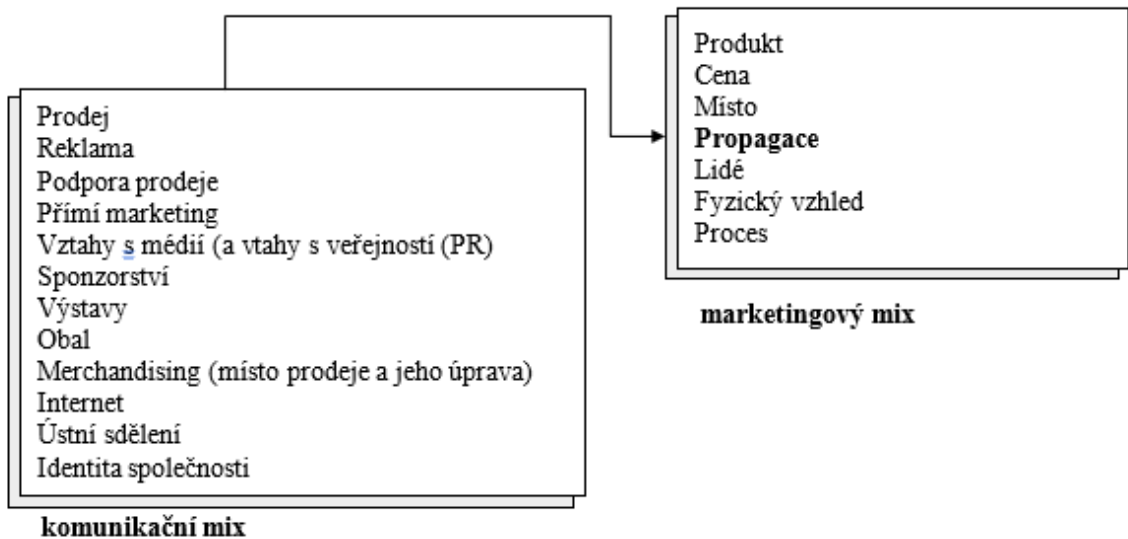 Prodej
Reklama
Podpora prodeje
Přímí marketing
Vztahy s médií (a vtahy s veřejností (PR)
Sponzorství
Výstavy
Obal
Merchandising (místo prodeje a jeho úprava)
Internet
Ústní sdělení
Identita společnosti
komunikační mix
Produkt
Cena
Místo
Propagace
Lidé
Fyzický vzhled
Proces
marketingový mix